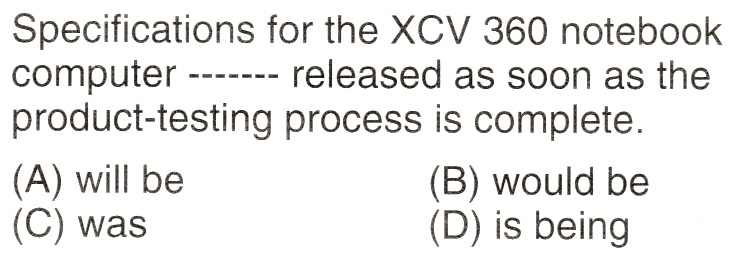 Specifications for the XCV 360 notebook
computer ------- released as soon as the
product-testing process is complete.
(A) will be (B) would be
(C) was (D) is being